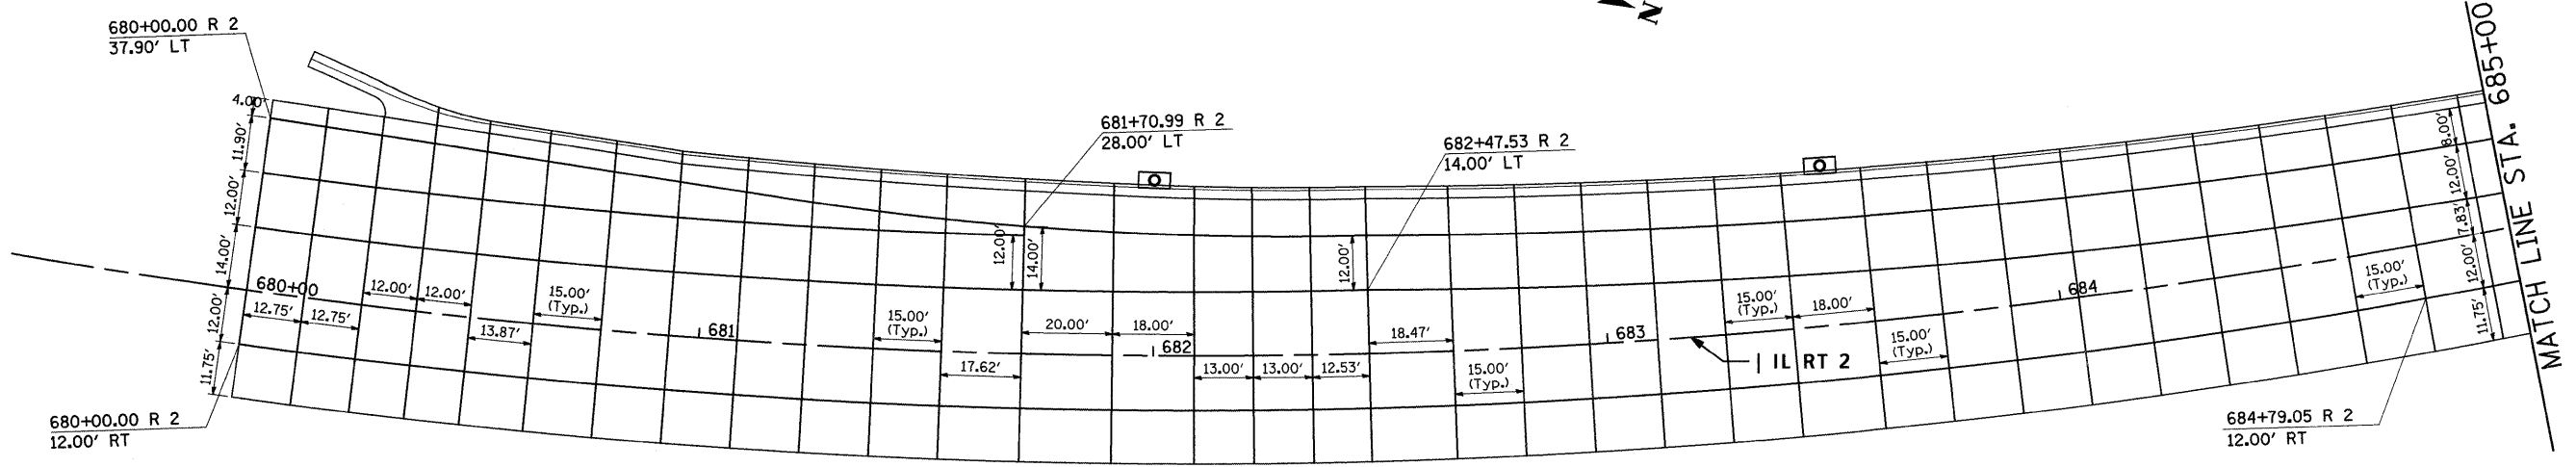 680+00.00 R 2
37.90' LT
N
4.00'
11.90'
12.00'
14.00'
12.00'
11.75'
680+00
12.75'
12.75'
12.00'
12.00'
13.87'
15.00'
(Typ.)
681
15.00'
(Typ.)
17.62'
681+70.99 R 2
28.00' LT
12.00'
14.00'
20.00'
18.00'
682
13.00'
13.00'
12.53'
12.00'
682+47.53 R 2
14.00' LT
18.47'
15.00'
(Typ.)
683
IL RT 2
15.00'
(Typ.)
18.00'
15.00'
(Typ.)
684
15.00'
(Typ.)
8.00'
12.00'
7.83'
12.00'
11.75'
MATCH LINE STA. 685+00
680+00.00 R 2
12.00' RT
684+79.05 R 2
12.00' RT